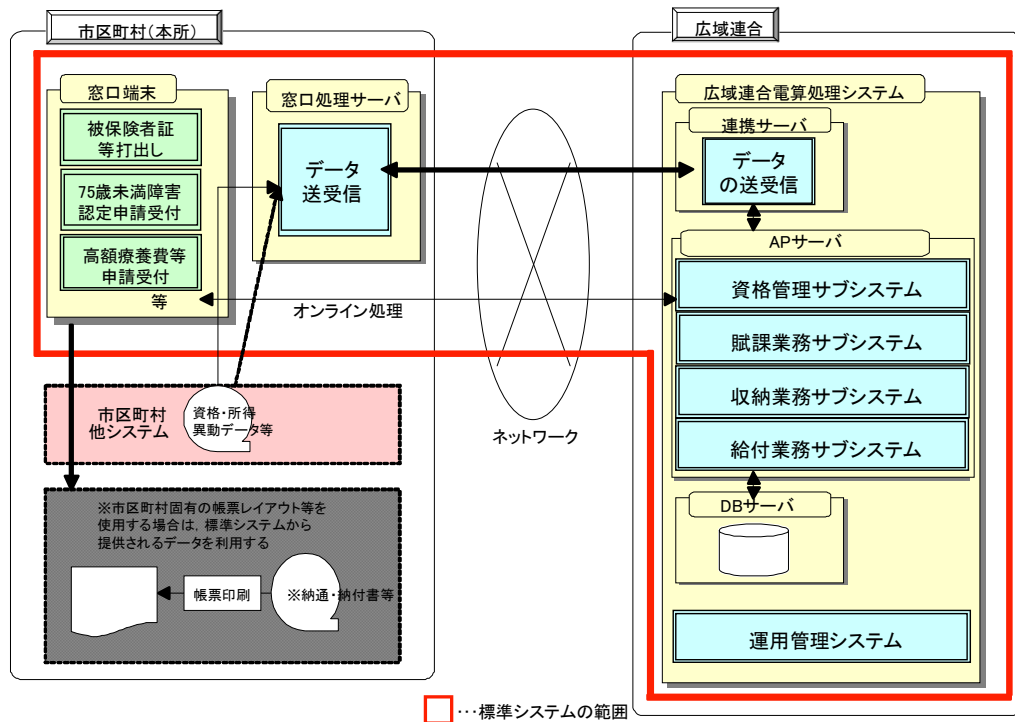 市区町村(本所)
窓口端末
被保険者証
等打出し
75歳未満障害
認定申請受付
高額療養費等
申請受付
等
窓口処理サーバ
データ
送受信
オンライン処理
市区町村
他システム
資格・所得
異動データ等
※市区町村固有の帳票レイアウト等を
使用する場合は，標準システムから
提供されるデータを利用する
帳票印刷
※納通・納付書等
ネットワーク
広域連合
広域連合電算処理システム
連携サーバ
データ
の送受信
APサーバ
資格管理サブシステム
賦課業務サブシステム
収納業務サブシステム
給付業務サブシステム
DBサーバ
運用管理システム
…標準システムの範囲